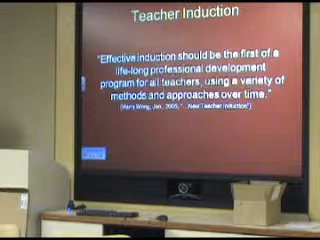 Teacher Induction
"Effective induction should be the first of a
life-long professional development
program for all teachers, using a variety of
methods and approaches over time."
(Harry Wong, Jan., 2005, "...New Teacher Induction")